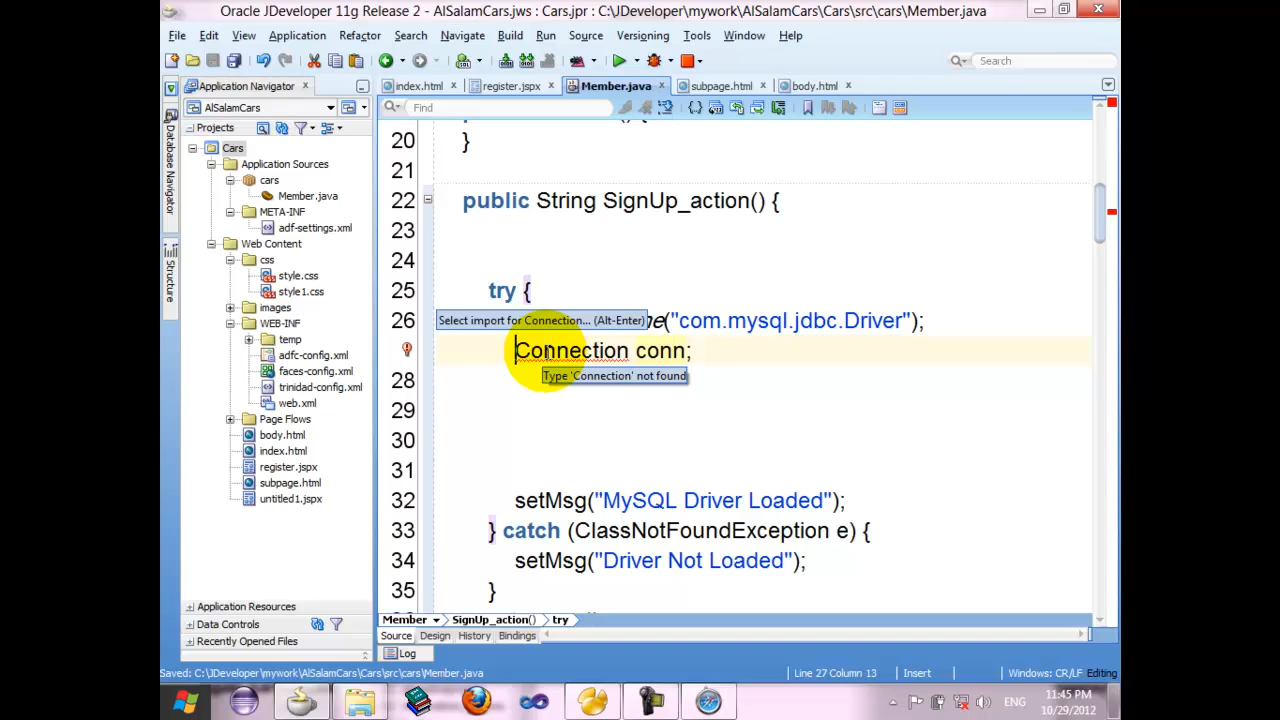 Oracle JDeveloper 11g Release 2 - AlSalamCars.jws : Cars.jpr : C:\JDeveloper\mywork\AlSalamCars\Cars\src\cars\Member.java
File Edit View Application Refactor Search Navigate Build Run Source Versioning Tools Window Help
Search
Application Navigator
index.html register.jspx Member.java subpage.html body.html
AlSalamCars
Find
Projects
Database Navigator
Structure
Cars
Application Sources
cars
Member.java
META-INF
adf-settings.xml
Web Content
css
style.css
style1.css
images
WEB-INF
temp
adfc-config.xml
faces-config.xml
trinidad-config.xml
web.xml
Page Flows
body.html
index.html
register.jspx
subpage.html
untitled1.jspx
Application Resources
Data Controls
Recently Opened Files
20 }
21
22 public String SignUp_action() {
23
24
25 try {
Select import for Connection... (Alt-Enter)
26 e("com.mysql.jdbc.Driver");
Connection conn;
Type 'Connection' not found
28
29
30
31
32 setMsg("MySQL Driver Loaded");
33 } catch (ClassNotFoundException e) {
34 setMsg("Driver Not Loaded");
35 }
Member SignUp_action() try
Source Design History Bindings
Log
Saved: C:\JDeveloper\mywork\AlSalamCars\Cars\src\cars\Member.java
Line 27 Column 13 Insert Windows: CR/LF Editing
ENG
11:45 PM
10/29/2012